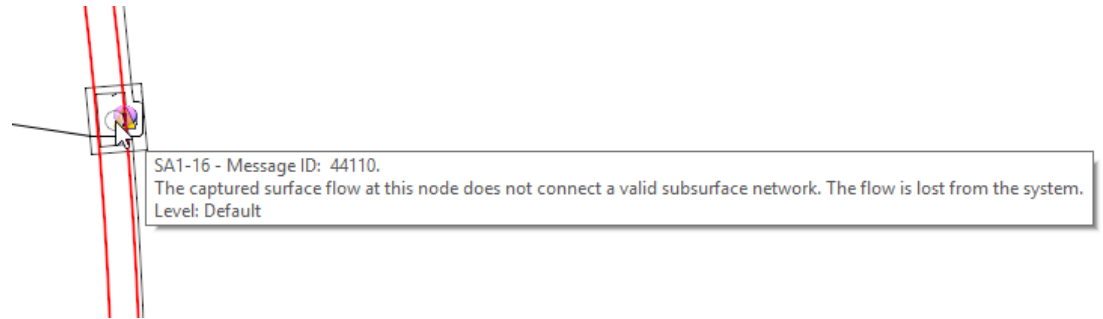 SA1-16 - Message ID:  44110.
The captured surface flow at this node does not connect a valid subsurface network. The flow is lost from the system.
Level: Default